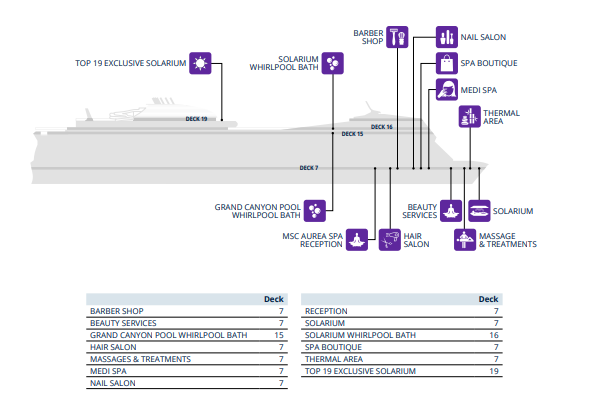 BARBER
SHOP
NAIL SALON
TOP 19 EXCLUSIVE SOLARIUM
SOLARIUM
WHIRLPOOL BATH
SPA BOUTIQUE
MEDI SPA
THERMAL
AREA
DECK 19
DECK 16
DECK 15
DECK 7
GRAND CANYON POOL
WHIRLPOOL BATH
BEAUTY
SERVICES
SOLARIUM
MSC AUREA SPA
RECEPTION
HAIR
SALON
MASSAGE
& TREATMENTS
Deck
BARBER SHOP 7
BEAUTY SERVICES 7
GRAND CANYON POOL WHIRLPOOL BATH 15
HAIR SALON 7
MASSAGES & TREATMENTS 7
MEDI SPA 7
NAIL SALON 7
Deck
RECEPTION 7
SOLARIUM 7
SOLARIUM WHIRLPOOL BATH 16
SPA BOUTIQUE 7
THERMAL AREA 7
TOP 19 EXCLUSIVE SOLARIUM 19